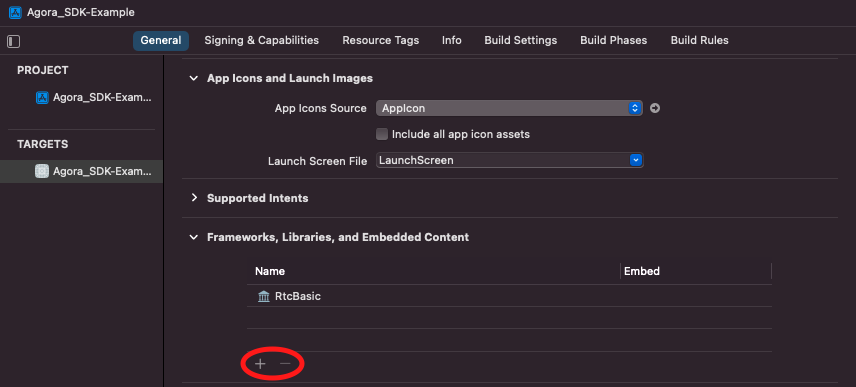 Agora_SDK-Example
General Signing & Capabilities Resource Tags Info Build Settings Build Phases Build Rules
PROJECT
Agora_SDK-Exam...
TARGETS
Agora_SDK-Exam...
App Icons and Launch Images
App Icons Source AppIcon
Include all app icon assets
Launch Screen File LaunchScreen
Supported Intents
Frameworks, Libraries, and Embedded Content
Name Embed
RtcBasic
+ −